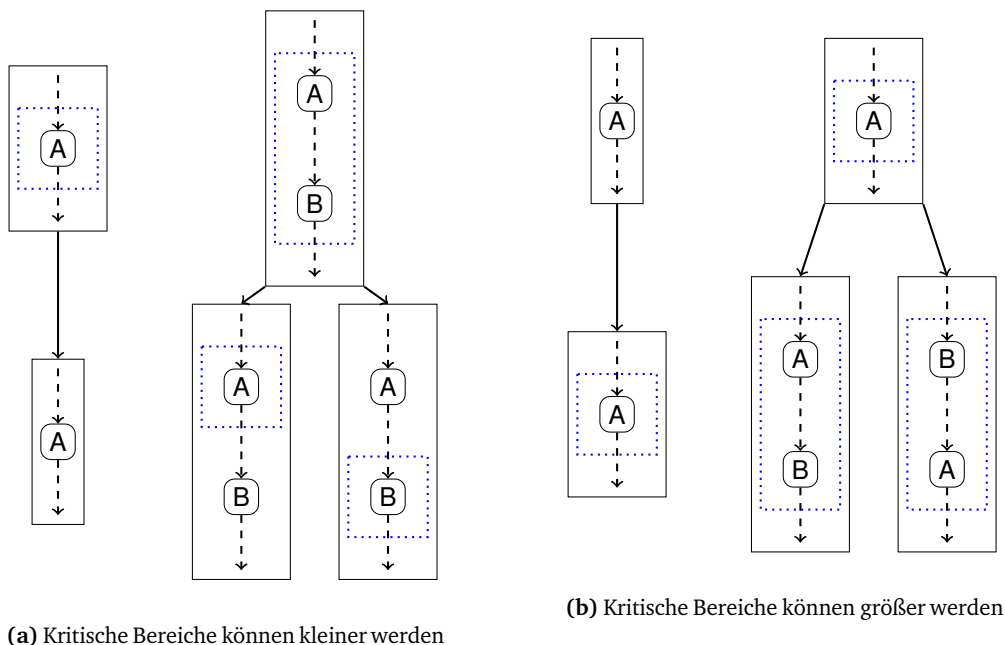 A
A
B
A
B
A
B
A
A
A
A
B
B
A
A
(a) Kritische Bereiche können kleiner werden
(b) Kritische Bereiche können größer werden